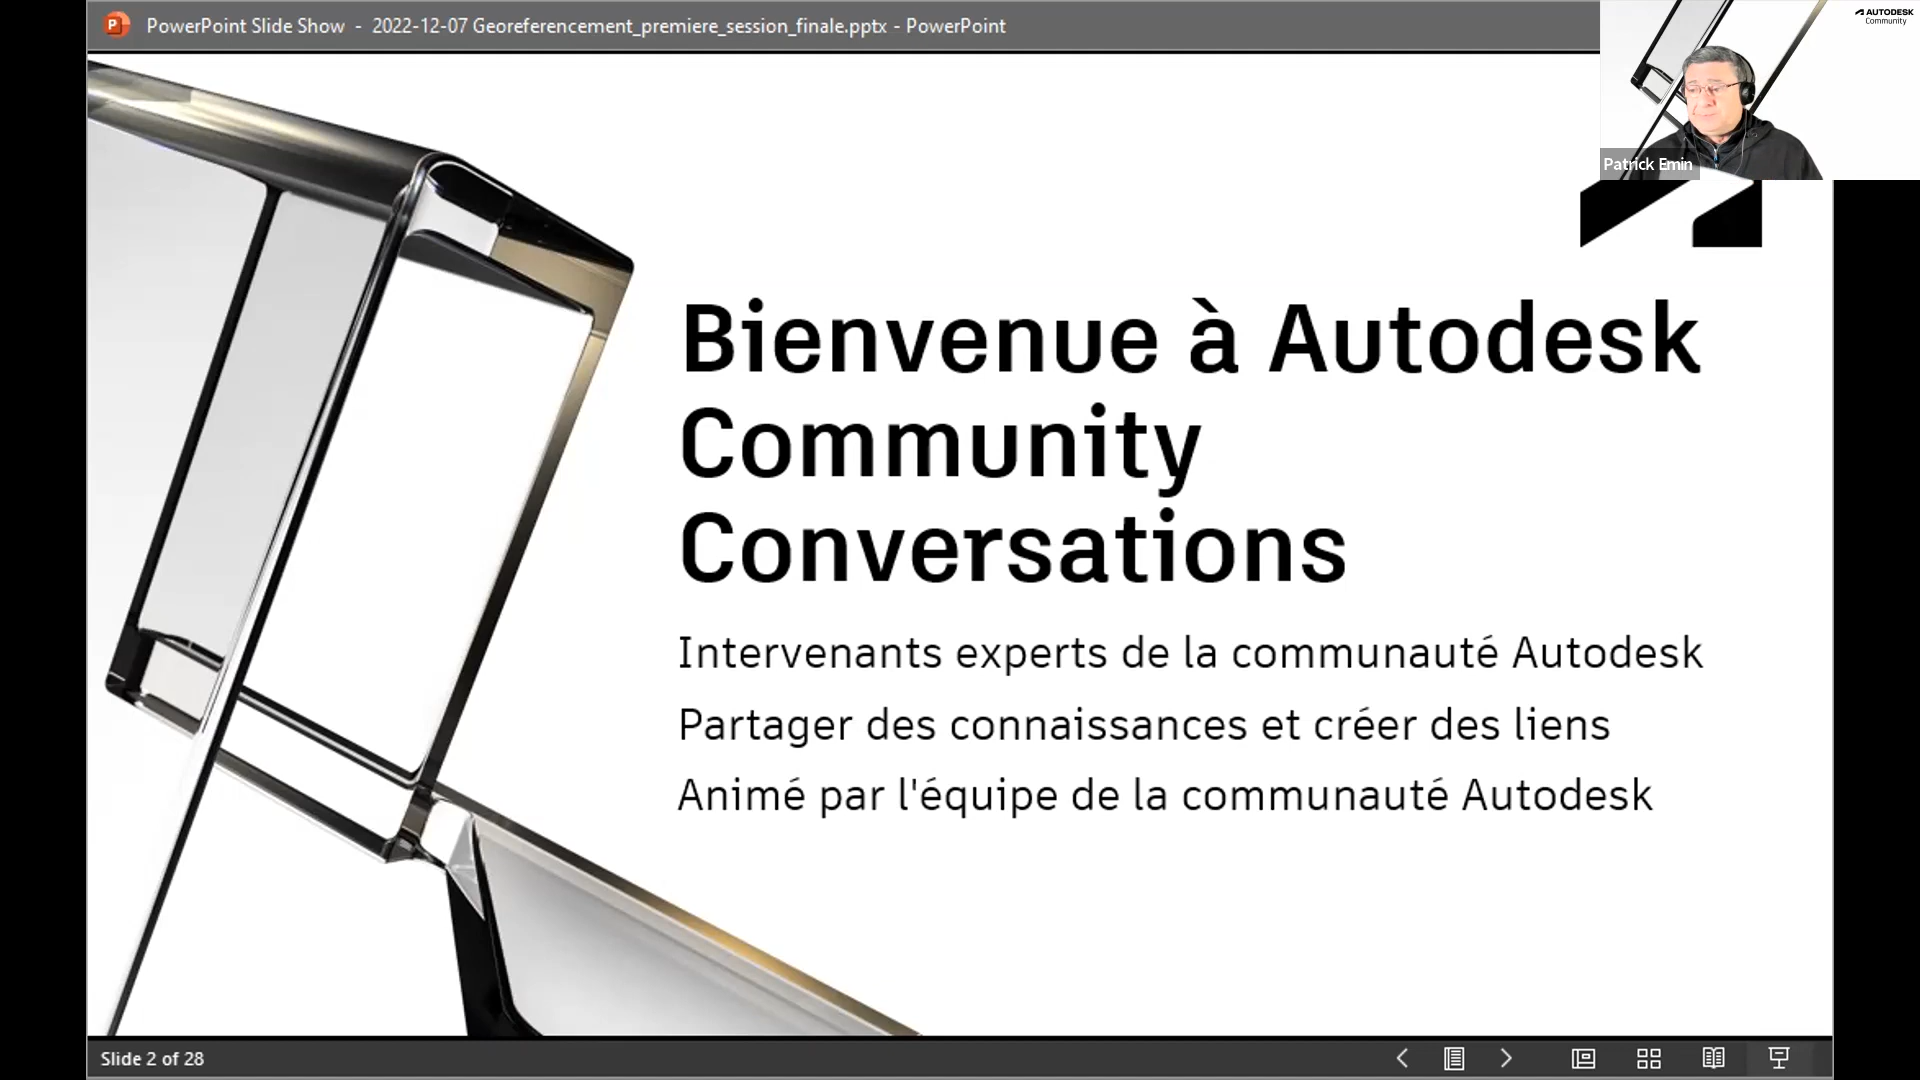 PowerPoint Slide Show - 2022-12-07 Georeferencement_premiere_session_finale.pptx - PowerPoint
AUTODESK
Community
Patrick Emin
Bienvenue à Autodesk
Community
Conversations
Intervenants experts de la communauté Autodesk
Partager des connaissances et créer des liens
Animé par l'équipe de la communauté Autodesk
Slide 2 of 28